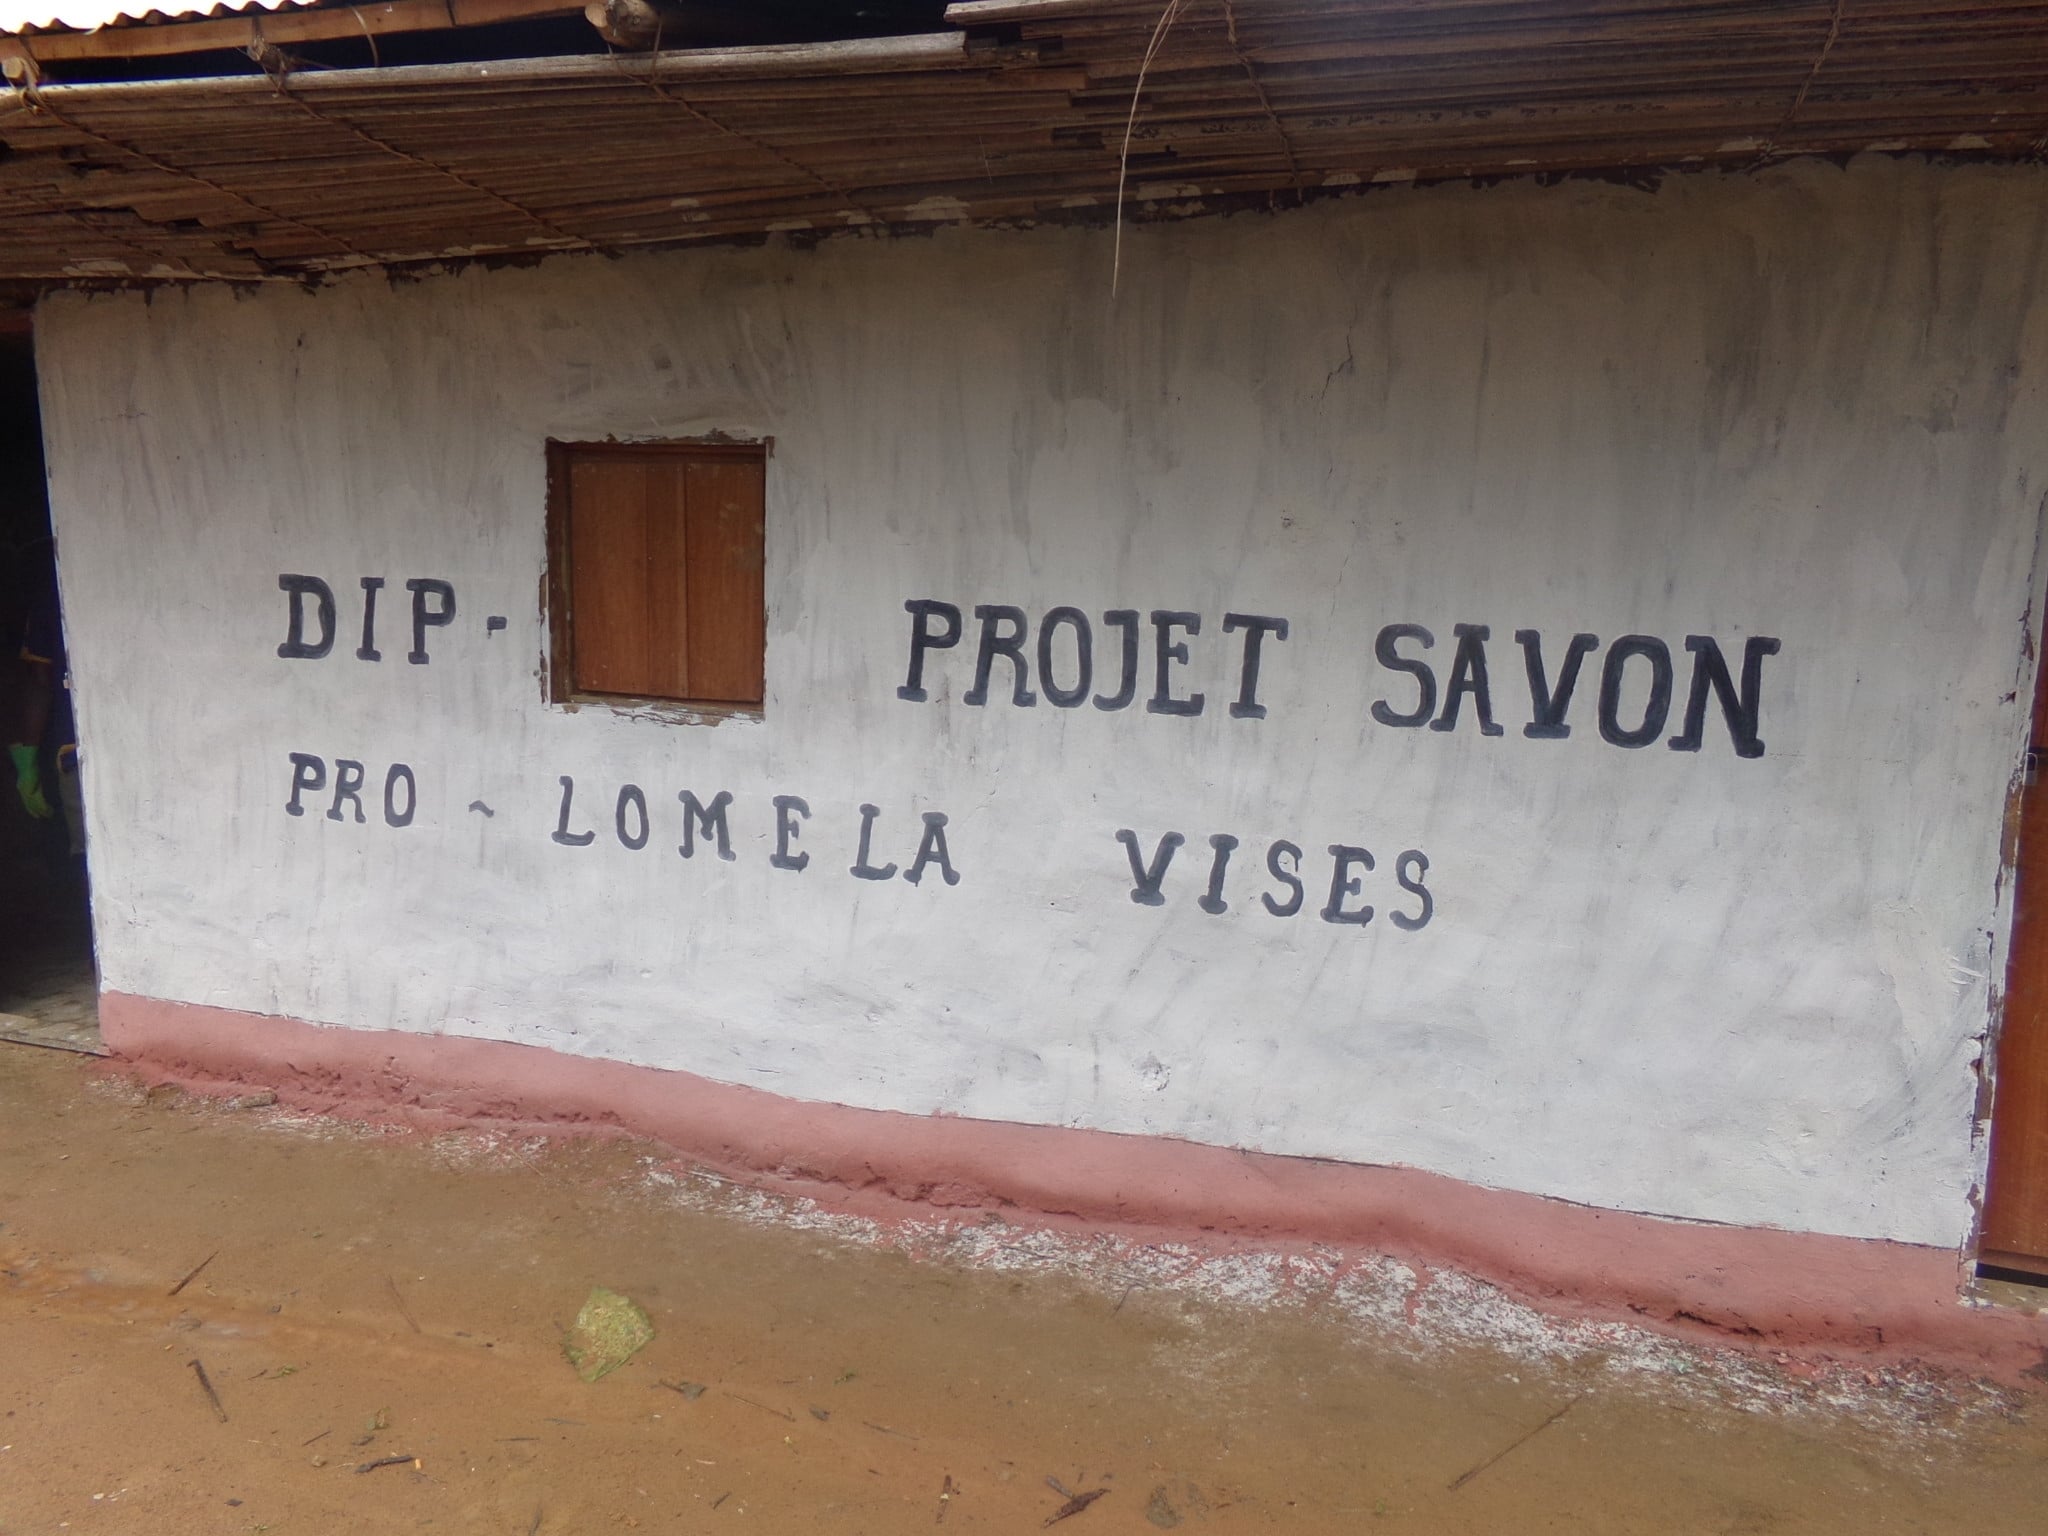 DIP - PROJET SAVON
PRO - LOMELA VISES